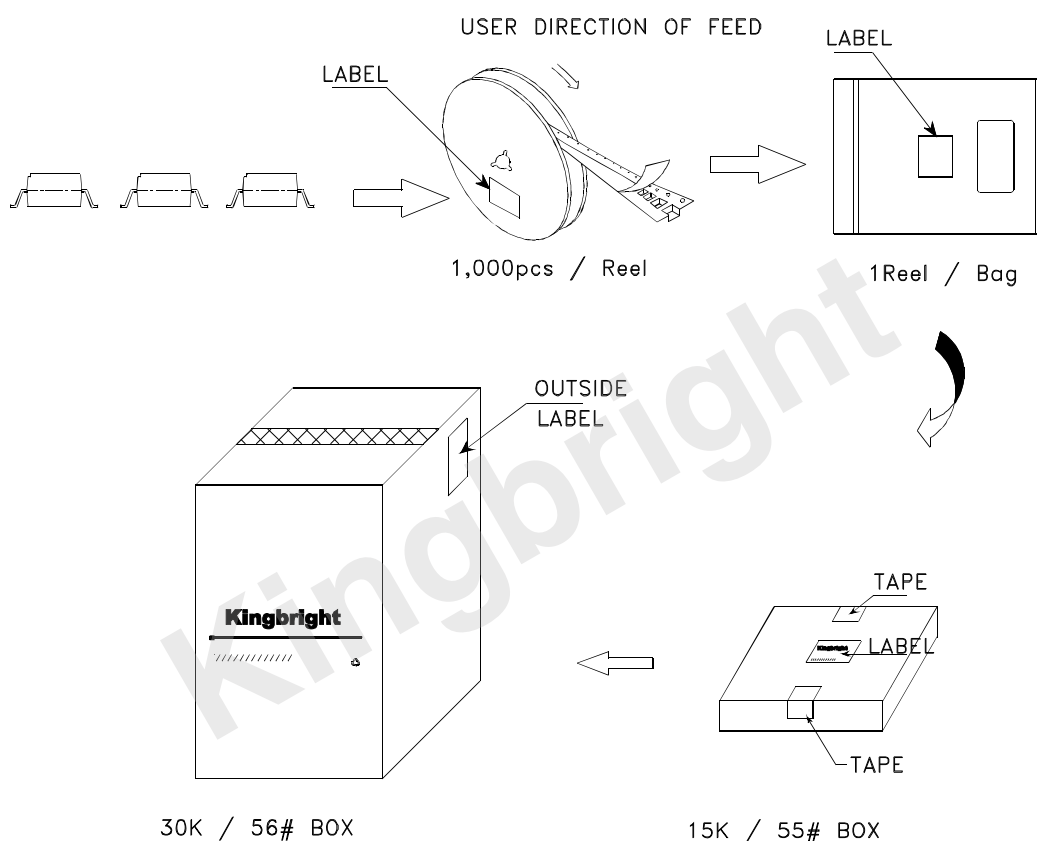 USER DIRECTION OF FEED
LABEL
LABEL
1,000pcs / Reel
1Reel / Bag
OUTSIDE
LABEL
Kingbright
TAPE
Kingbright
LABEL
TAPE
30K / 56# BOX
15K / 55# BOX
Kingbright